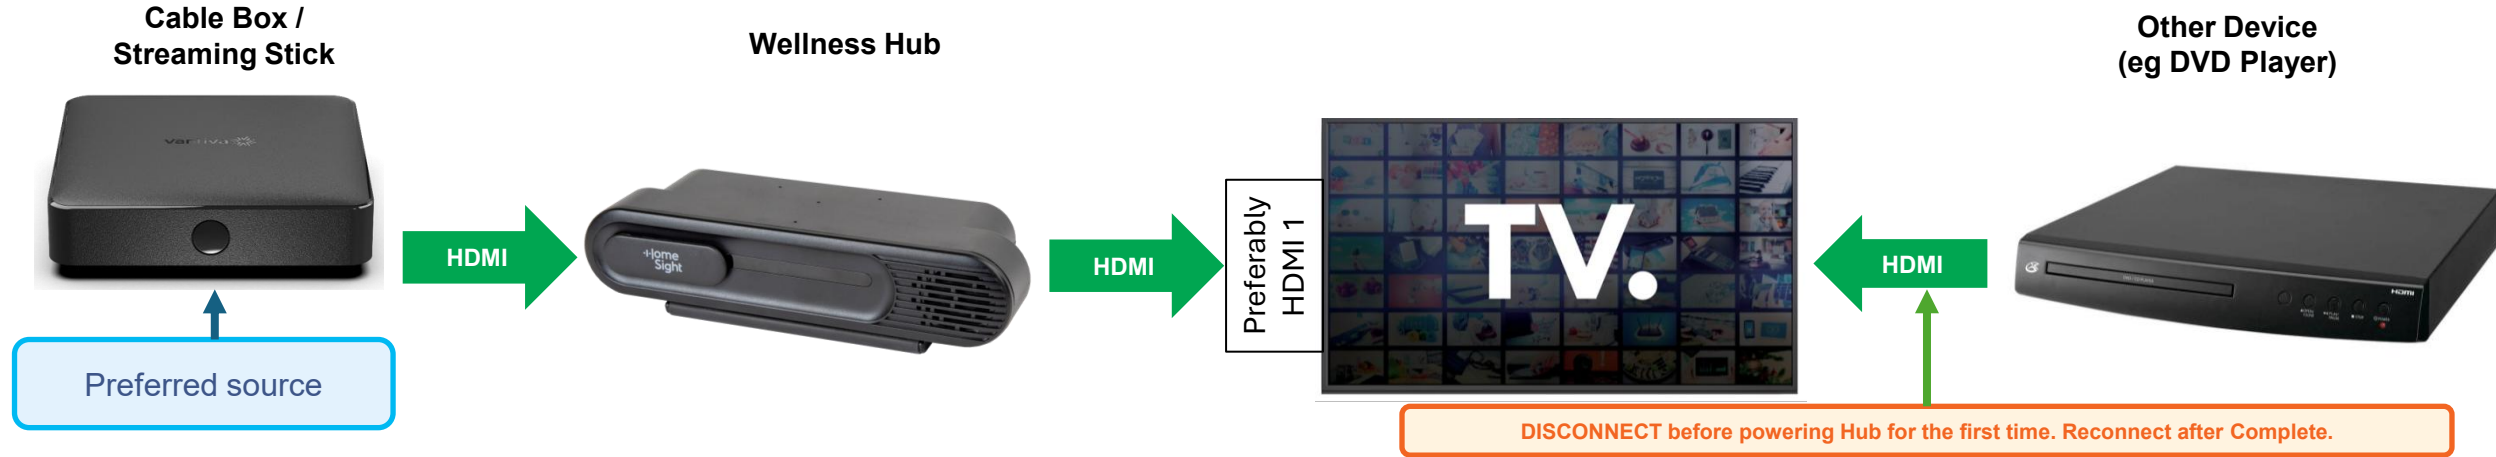 Cable Box /
Streaming Stick
Wellness Hub
Other Device
(eg DVD Player)
Home
Sight
HDMI
HDMI
Preferably
HDMI 1
TV.
HDMI
HDMI
Preferred source
DISCONNECT before powering Hub for the first time. Reconnect after Complete.